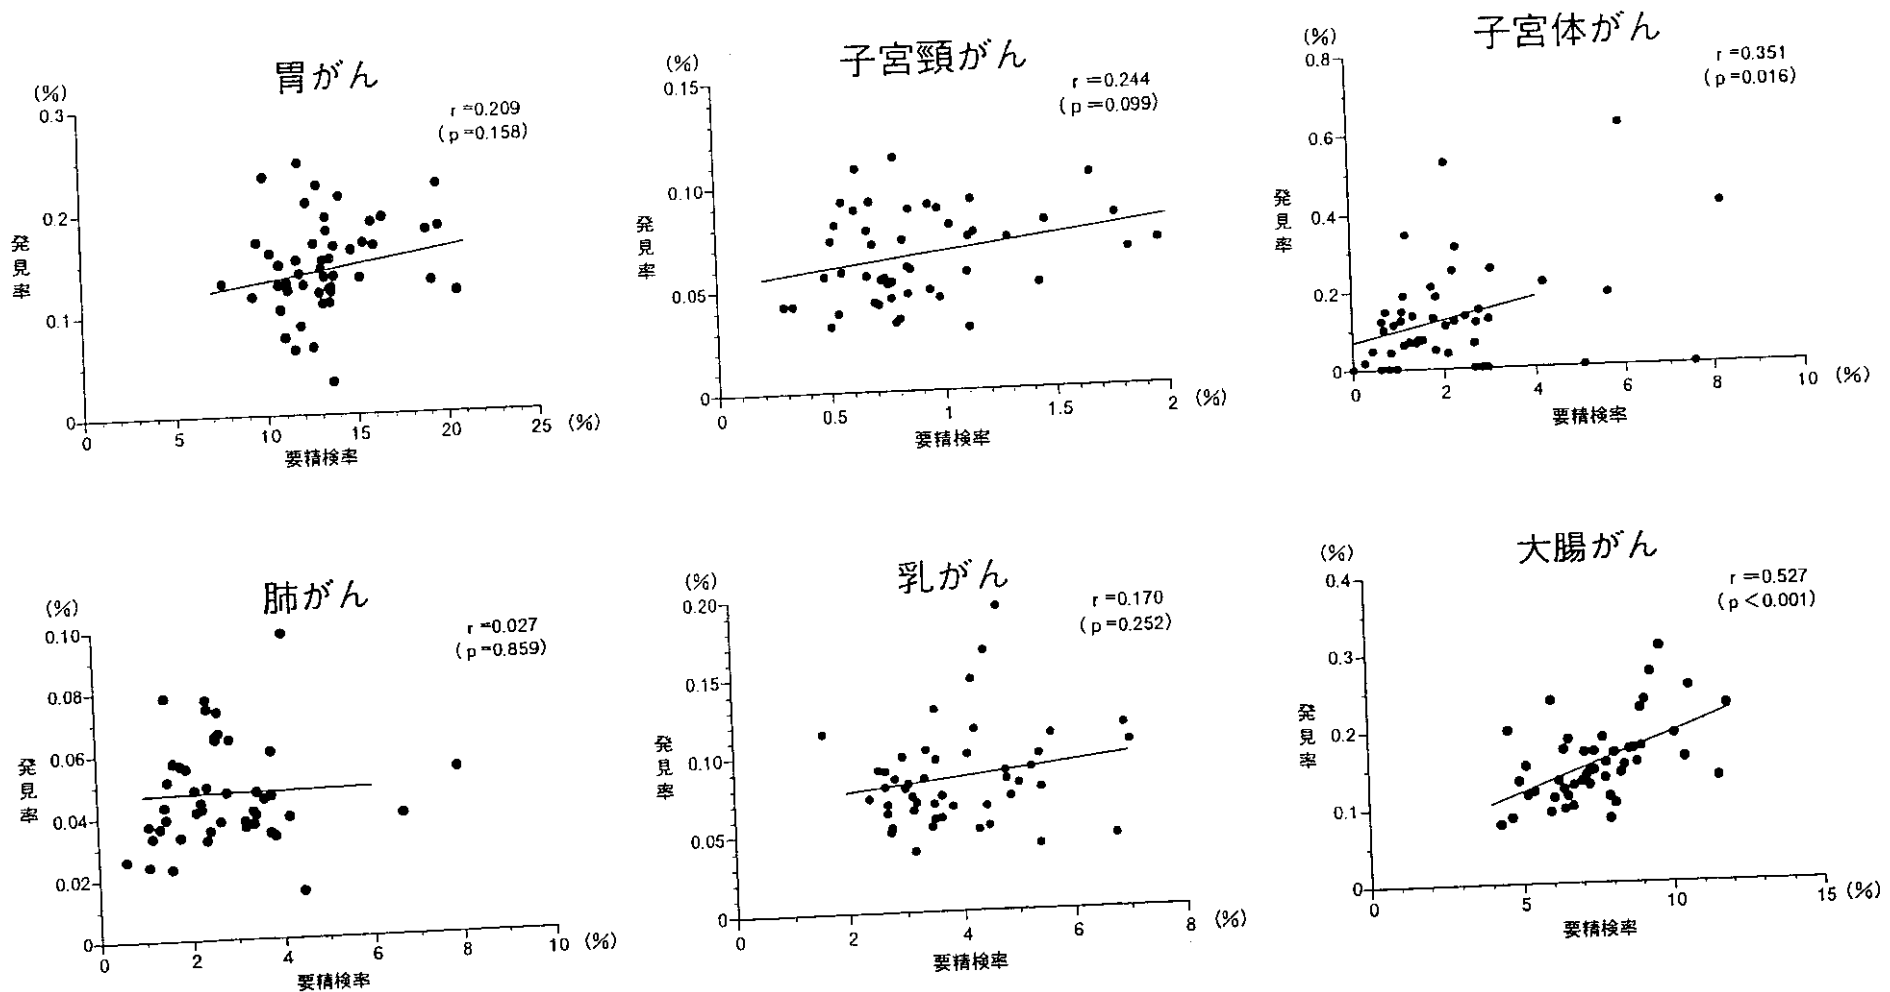 胃がん
(%)
r=0.209
(p=0.158)
0.3
0.2
0.1
0
発見率
0 5 10 15 20 25 (%)
要精検率
子宮頸がん
(%)
r=0.244
(p=0.099)
0.15
0.10
0.05
0
発見率
0 0.5 1 1.5 2 (%)
要精検率
子宮体がん
(%)
r=0.351
(p=0.016)
0.8
0.6
0.4
0.2
0
発見率
0 2 4 6 8 10 (%)
要精検率
肺がん
(%)
r=0.027
(p=0.859)
0.10
0.08
0.06
0.04
0.02
0
発見率
0 2 4 6 8 10 (%)
要精検率
乳がん
(%)
r=0.170
(p=0.252)
0.20
0.15
0.10
0.05
0
発見率
0 2 4 6 8 (%)
要精検率
大腸がん
(%)
r=0.527
(p<0.001)
0.4
0.3
0.2
0.1
0
発見率
0 5 10 15 (%)
要精検率